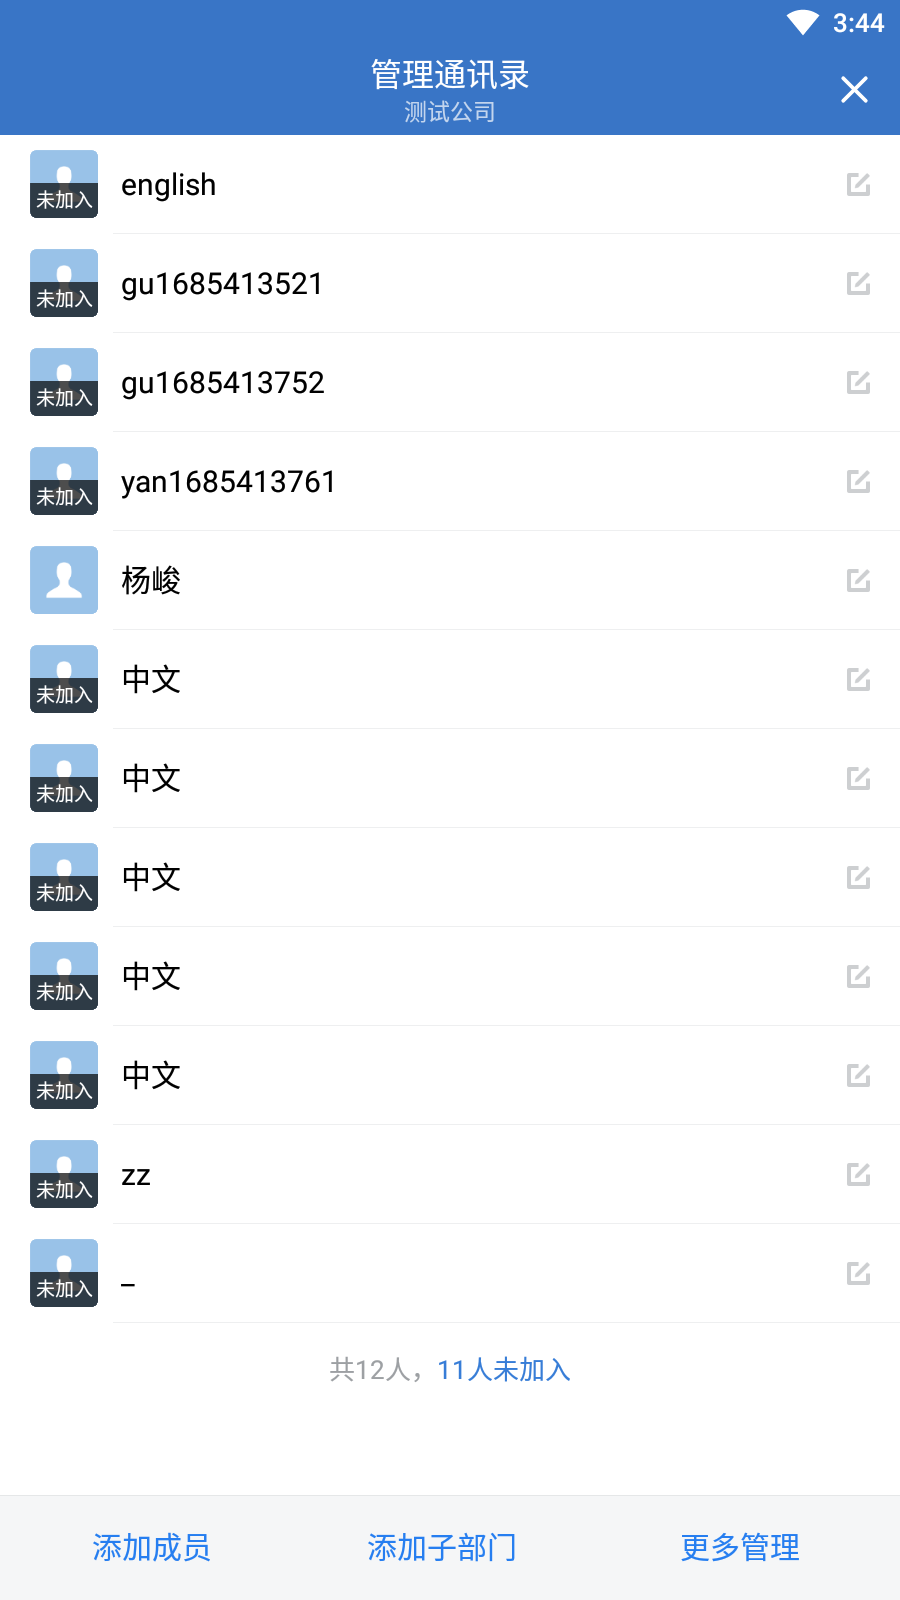 3:44
管理通讯录
测试公司
未加入 english
未加入 gu1685413521
未加入 gu1685413752
未加入 yan1685413761
杨峻
未加入 中文
未加入 中文
未加入 中文
未加入 中文
未加入 中文
未加入 zz
未加入 _
共12人，11人未加入
添加成员 添加子部门 更多管理